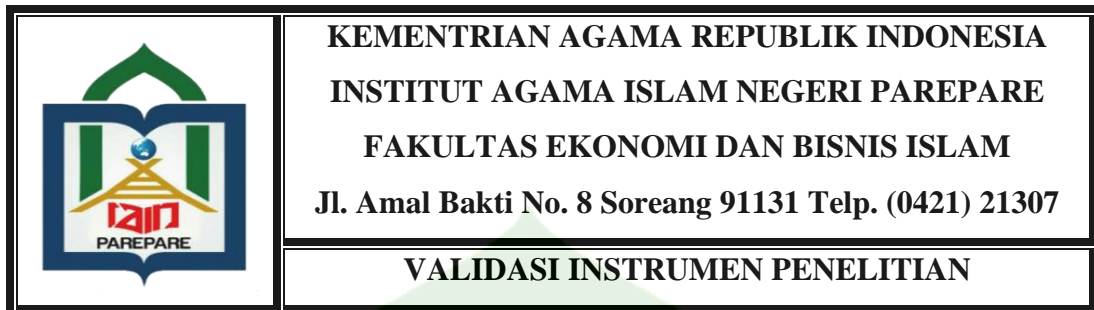 KEMENTRIAN AGAMA REPUBLIK INDONESIA
INSTITUT AGAMA ISLAM NEGERI PAREPARE
FAKULTAS EKONOMI DAN BISNIS ISLAM
Jl. Amal Bakti No. 8 Soreang 91131 Telp. (0421) 21307
VALIDASI INSTRUMEN PENELITIAN
iain
PAREPARE